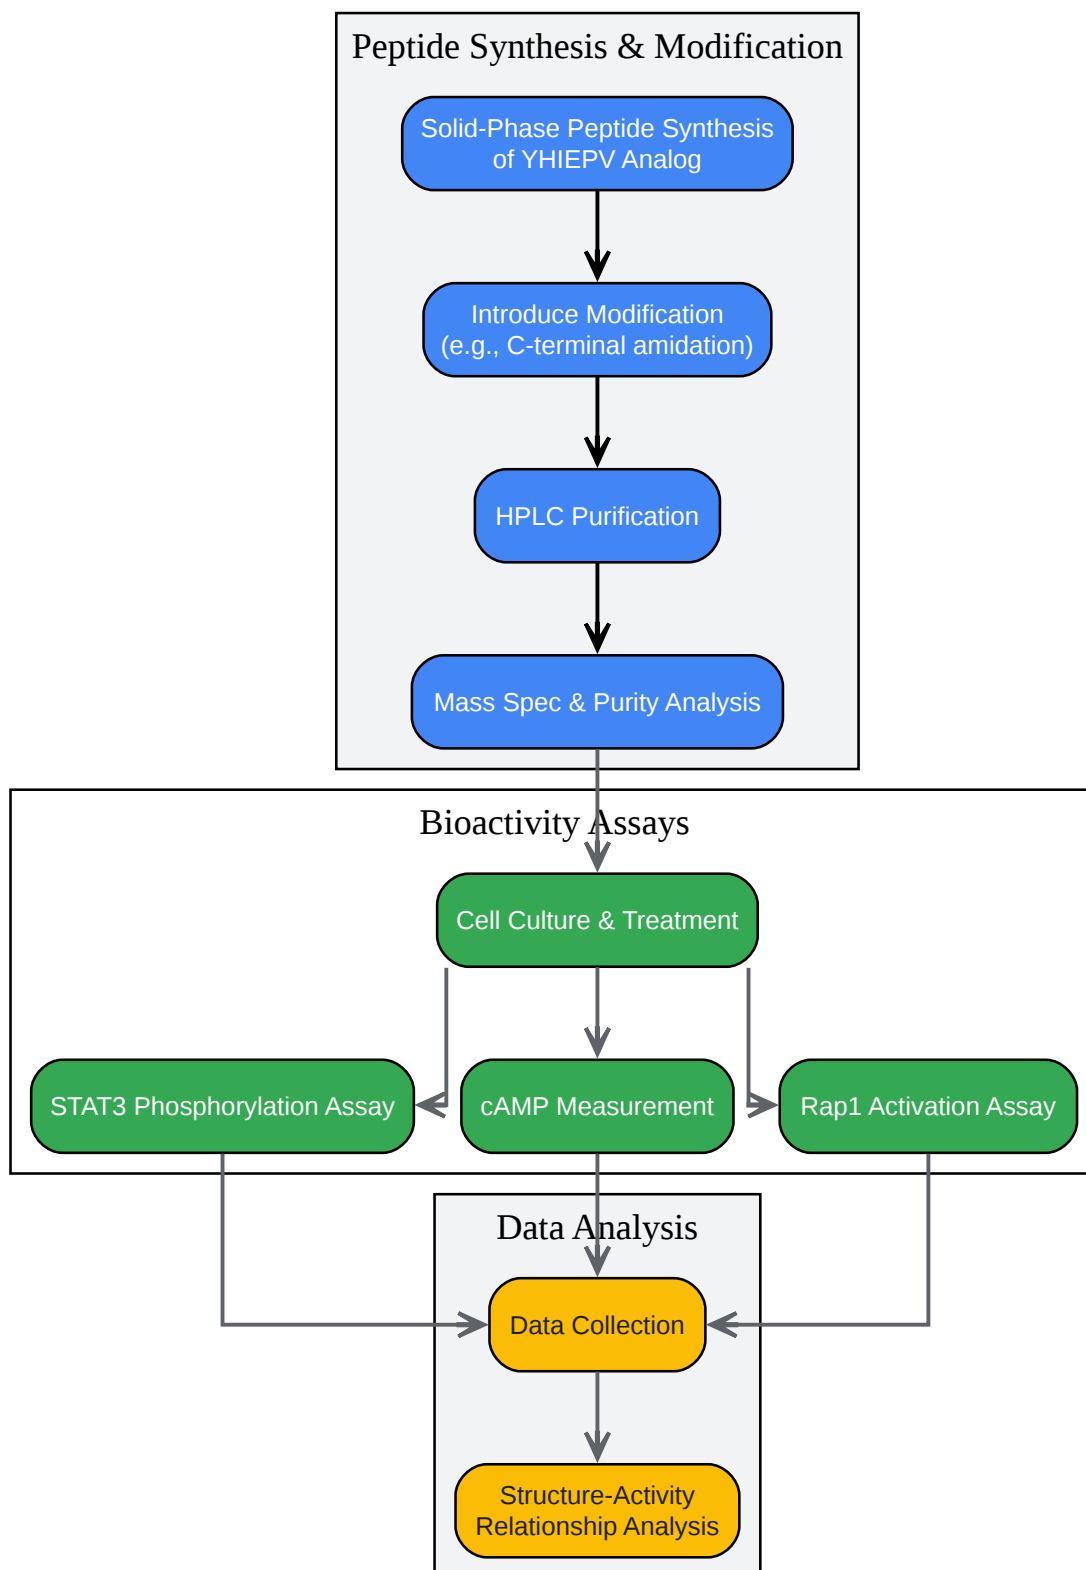 Peptide Synthesis & Modification
Solid-Phase Peptide Synthesis
of YHIEPV Analog
Introduce Modification
(e.g., C-terminal amidation)
HPLC Purification
Mass Spec & Purity Analysis
Bioactivity Assays
Cell Culture & Treatment
STAT3 Phosphorylation Assay
cAMP Measurement
Rap1 Activation Assay
Data Analysis
Data Collection
Structure-Activity
Relationship Analysis